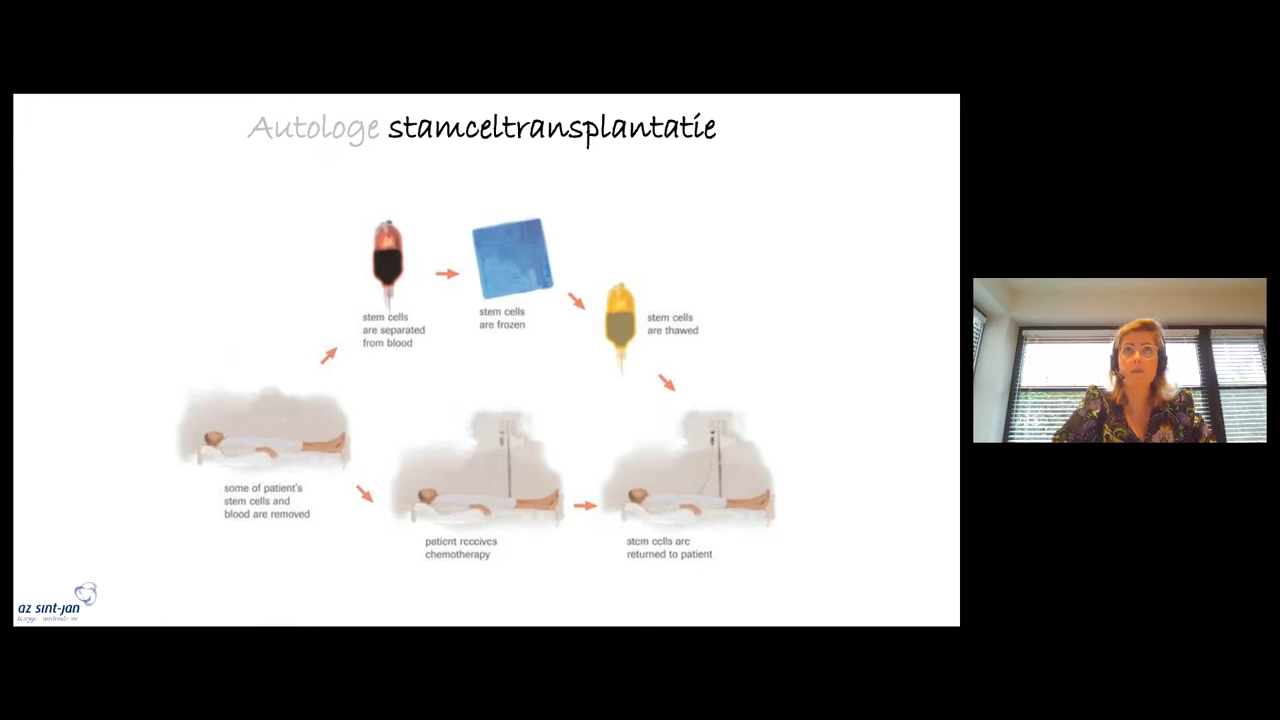 Autologe stamceltransplantatie
stem cells
are separated
from blood
stem cells
are frozen
stem cells
are thawed
some of patient's
stem cells and
blood are removed
patient receives
chemotherapy
stem cells are
returned to patient
az sint-jan